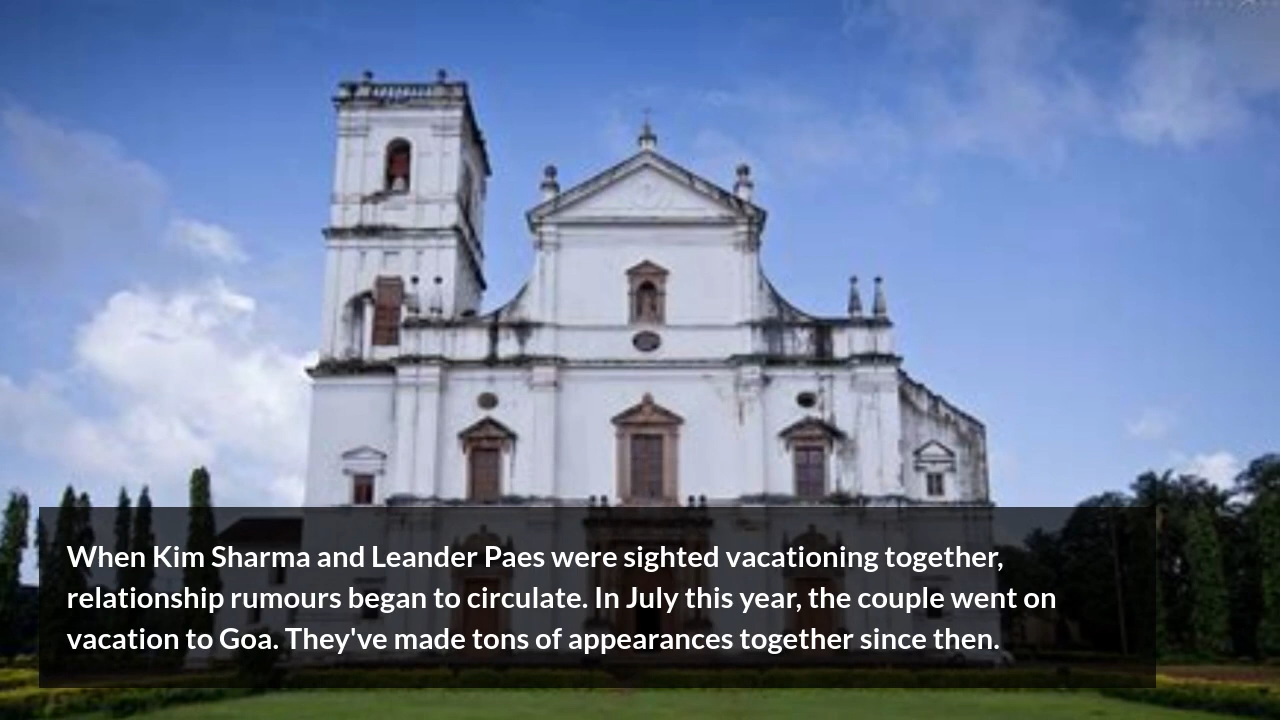 When Kim Sharma and Leander Paes were sighted vacationing together,
relationship rumours began to circulate. In July this year, the couple went on
vacation to Goa. They've made tons of appearances together since then.